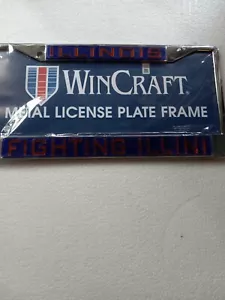 ILLINOIS
WINCRAFT®
METAL LICENSE PLATE FRAME
FIGHTING ILLINI